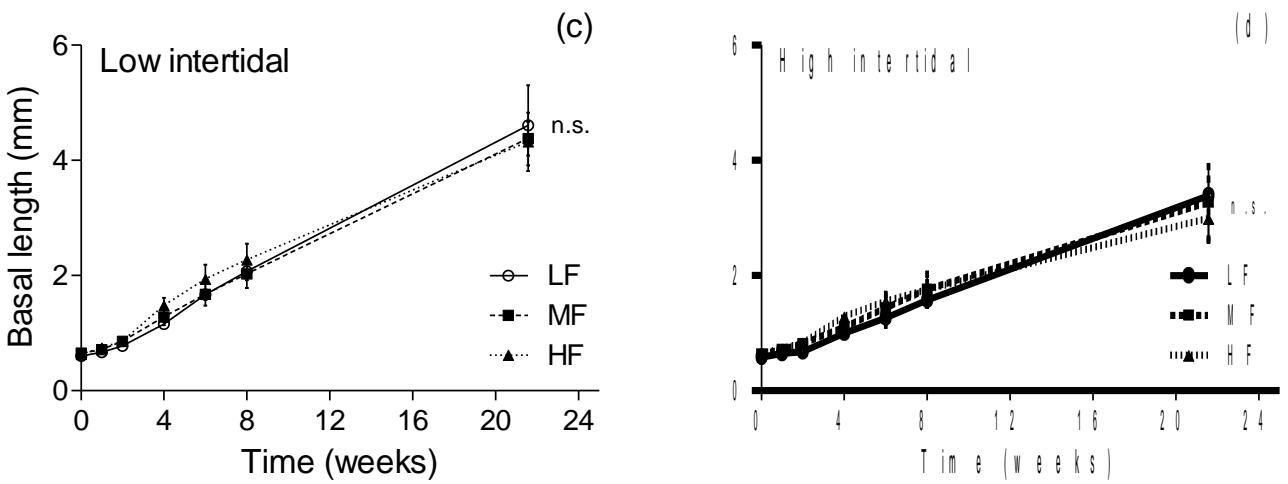 (c)
Low intertidal
Basal length (mm)
6
4
2
0
n.s.
LF
MF
HF
0 4 8 12 16 20 24
Time (weeks)
(d)
High intertidal
6
4
2
0
n.s.
LF
MF
HF
0 4 8 12 16 20 24
Time (weeks)